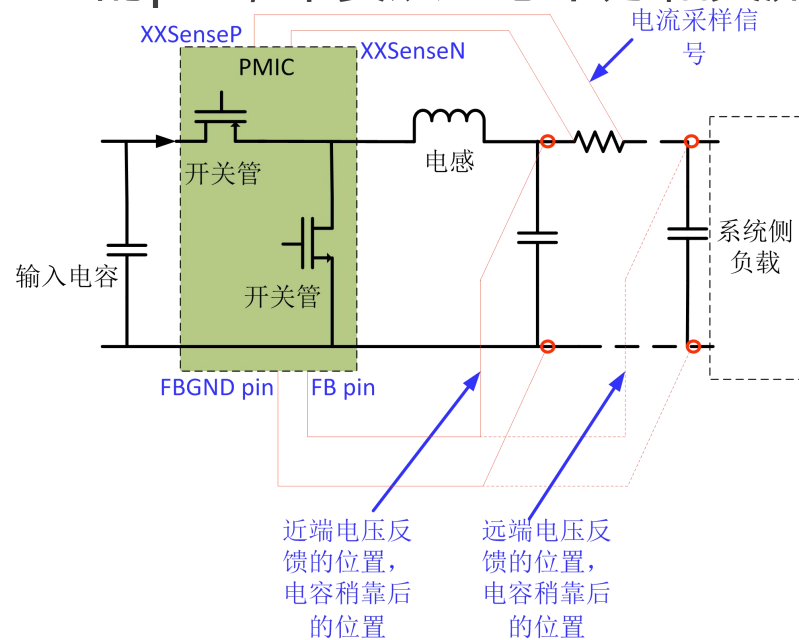 电流采样信
号
XXSenseP
XXSenseN
PMIC
开关管
电感
系统侧
负载
输入电容
开关管
FBGND pin
FB pin
近端电压反
馈的位置，
电容稍靠后
的位置
远端电压反
馈的位置，
电容稍靠后
的位置